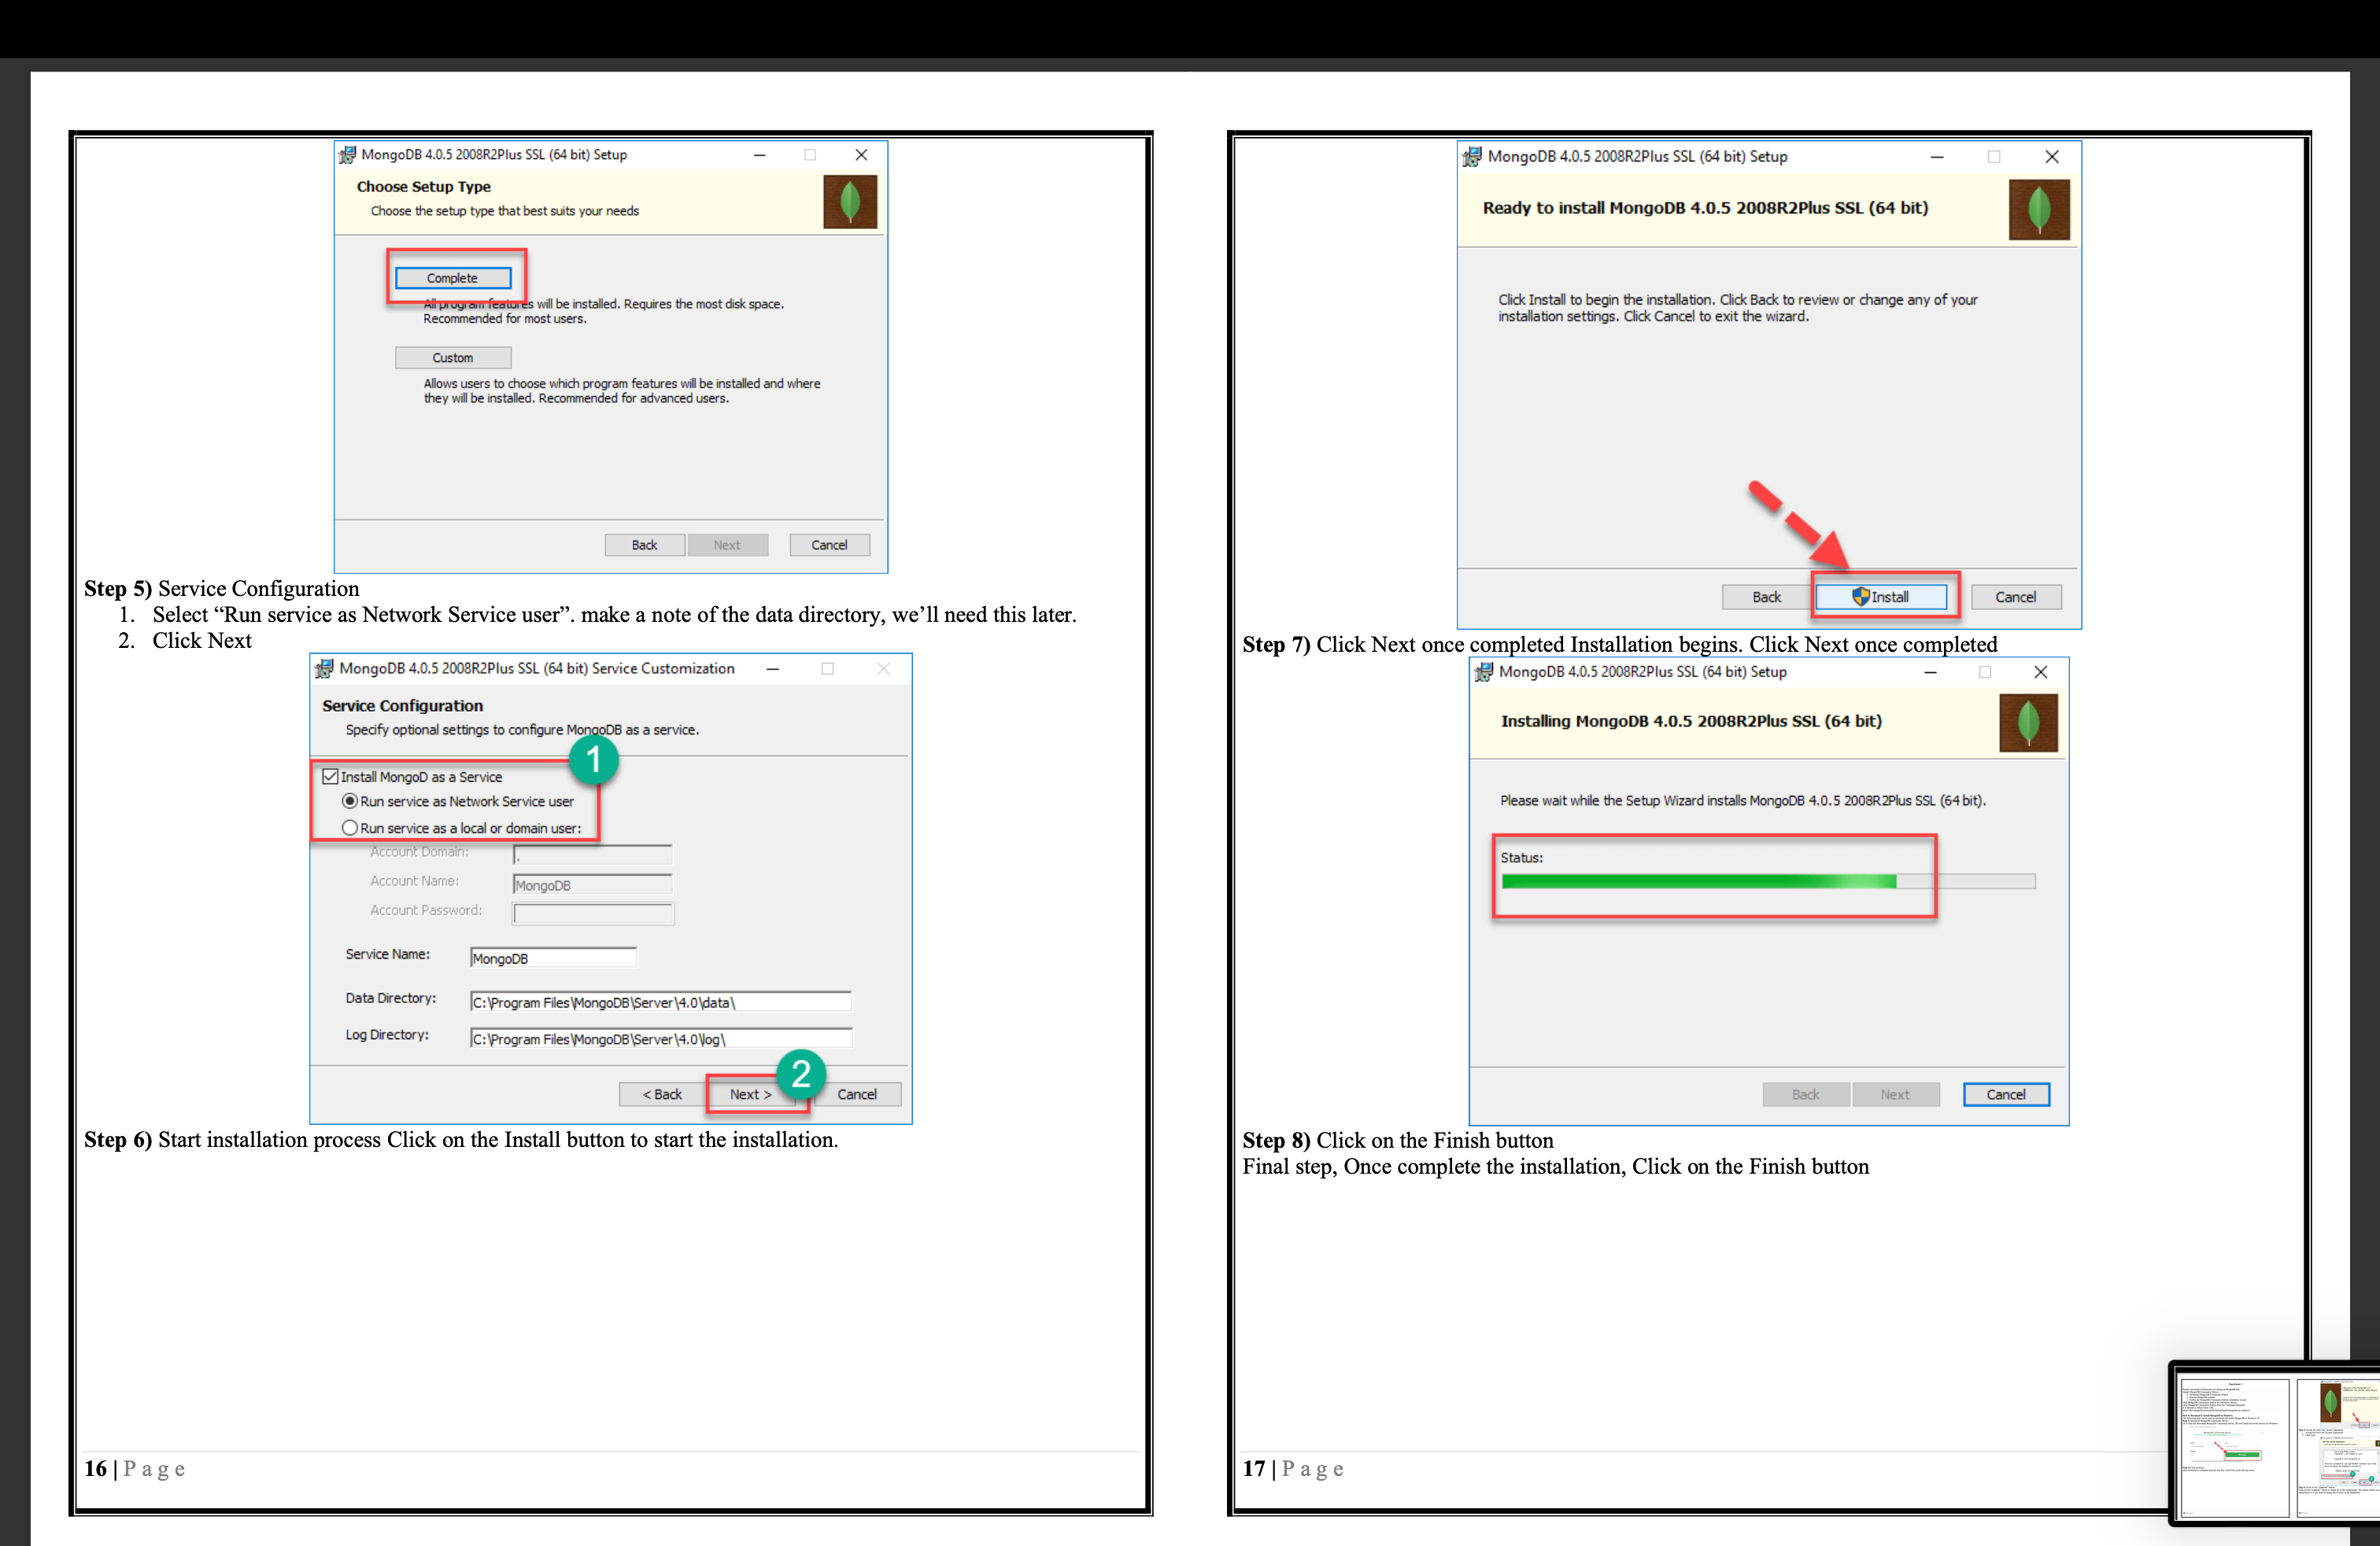 MongoDB 4.0.5 2008R2Plus SSL (64 bit) Setup
Choose Setup Type
Choose the setup type that best suits your needs
Complete
All program features will be installed. Requires the most disk space.
Recommended for most users.
Custom
Allows users to choose which program features will be installed and where
they will be installed. Recommended for advanced users.
Back Next Cancel
Step 5) Service Configuration
1. Select “Run service as Network Service user”. make a note of the data directory, we’ll need this later.
2. Click Next
MongoDB 4.0.5 2008R2Plus SSL (64 bit) Service Customization
Service Configuration
Specify optional settings to configure MongoDB as a service.
1
Install MongoD as a Service
Run service as Network Service user
Run service as a local or domain user:
Account Domain: .
Account Name: MongoDB
Account Password:
Service Name: MongoDB
Data Directory: C:\Program Files\MongoDB\Server\4.0\data\
Log Directory: C:\Program Files\MongoDB\Server\4.0\log\
2
< Back Next > Cancel
Step 6) Start installation process Click on the Install button to start the installation.
16 | Page
MongoDB 4.0.5 2008R2Plus SSL (64 bit) Setup
Ready to install MongoDB 4.0.5 2008R2Plus SSL (64 bit)
Click Install to begin the installation. Click Back to review or change any of your
installation settings. Click Cancel to exit the wizard.
Back Install Cancel
Step 7) Click Next once completed Installation begins. Click Next once completed
MongoDB 4.0.5 2008R2Plus SSL (64 bit) Setup
Installing MongoDB 4.0.5 2008R2Plus SSL (64 bit)
Please wait while the Setup Wizard installs MongoDB 4.0.5 2008R2Plus SSL (64 bit).
Status:
Back Next Cancel
Step 8) Click on the Finish button
Final step, Once complete the installation, Click on the Finish button
17 | Page